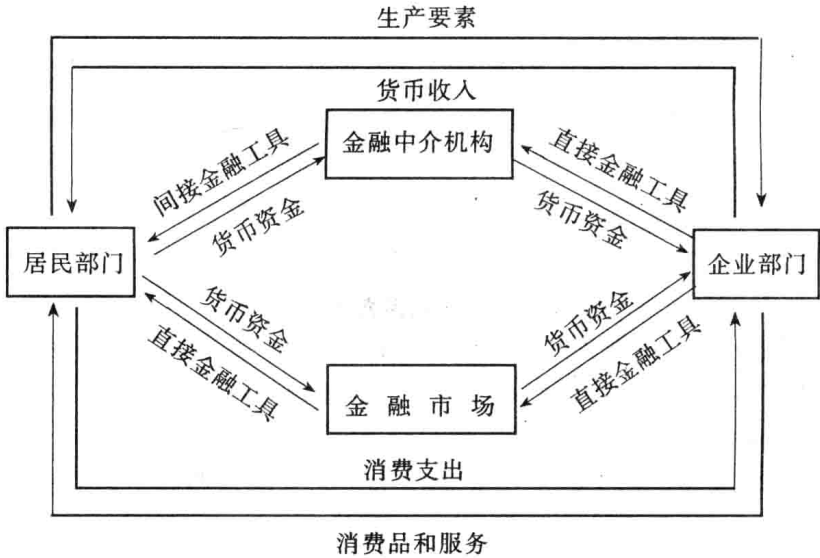 生产要素
货币收入
金融中介机构
间接金融工具
货币资金
直接金融工具
货币资金
居民部门
企业部门
货币资金
直接金融工具
货币资金
直接金融工具
金融市场
消费支出
消费品和服务